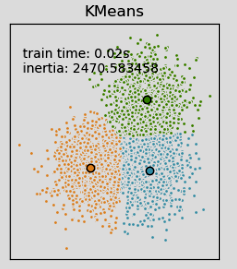 KMeans
train time: 0.02s
inertia: 2470.583458